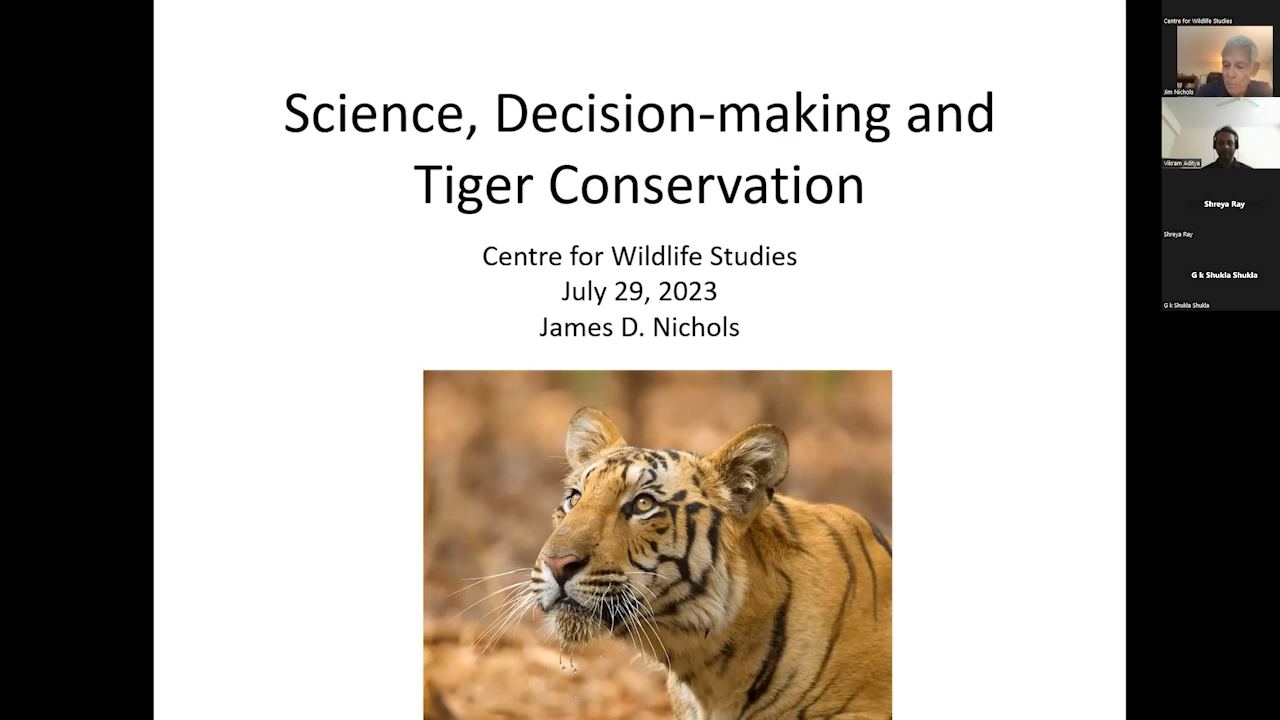 Science, Decision-making and
Tiger Conservation
Centre for Wildlife Studies
July 29, 2023
James D. Nichols
Centre for Wildlife Studies
Jim Nichols
Vikram Aditya
Shreya Ray
Shreya Ray
G k Shukla Shukla
G k Shukla Shukla